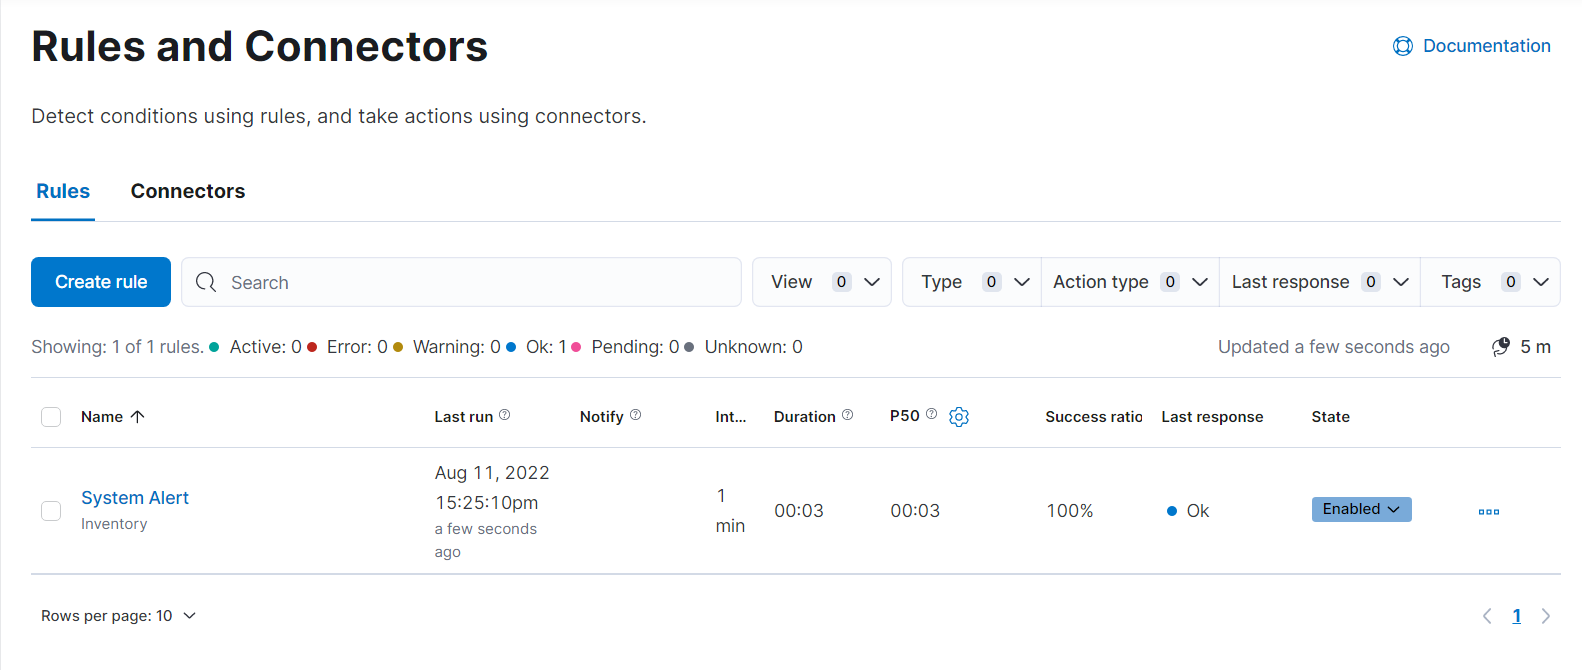 Rules and Connectors
Documentation
Detect conditions using rules, and take actions using connectors.
Rules Connectors
Create rule Search View 0 Type 0 Action type 0 Last response 0 Tags 0
Showing: 1 of 1 rules. Active: 0 Error: 0 Warning: 0 Ok: 1 Pending: 0 Unknown: 0 Updated a few seconds ago 5 m
Name Last run Notify Int... Duration P50 Success ratio Last response State
System Alert
Inventory
Aug 11, 2022
15:25:10pm
a few seconds
ago
1
min
00:03 00:03 100% Ok Enabled
Rows per page: 10 1